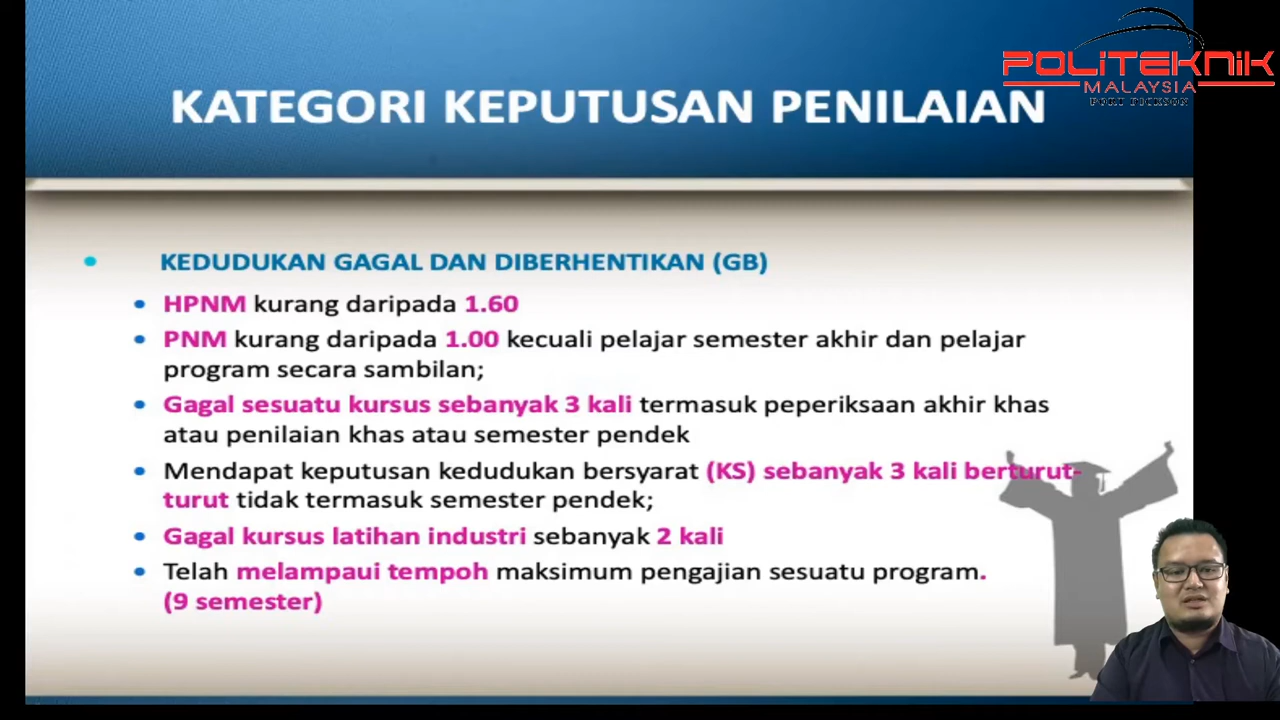 POLITEKNIK
MALAYSIA
PORT DICKSON
KATEGORI KEPUTUSAN PENILAIAN
• KEDUDUKAN GAGAL DAN DIBERHENTIKAN (GB)
• HPNM kurang daripada 1.60
• PNM kurang daripada 1.00 kecuali pelajar semester akhir dan pelajar
program secara sambilan;
• Gagal sesuatu kursus sebanyak 3 kali termasuk peperiksaan akhir khas
atau penilaian khas atau semester pendek
• Mendapat keputusan kedudukan bersyarat (KS) sebanyak 3 kali berturut-
turut tidak termasuk semester pendek;
• Gagal kursus latihan industri sebanyak 2 kali
• Telah melampaui tempoh maksimum pengajian sesuatu program.
(9 semester)